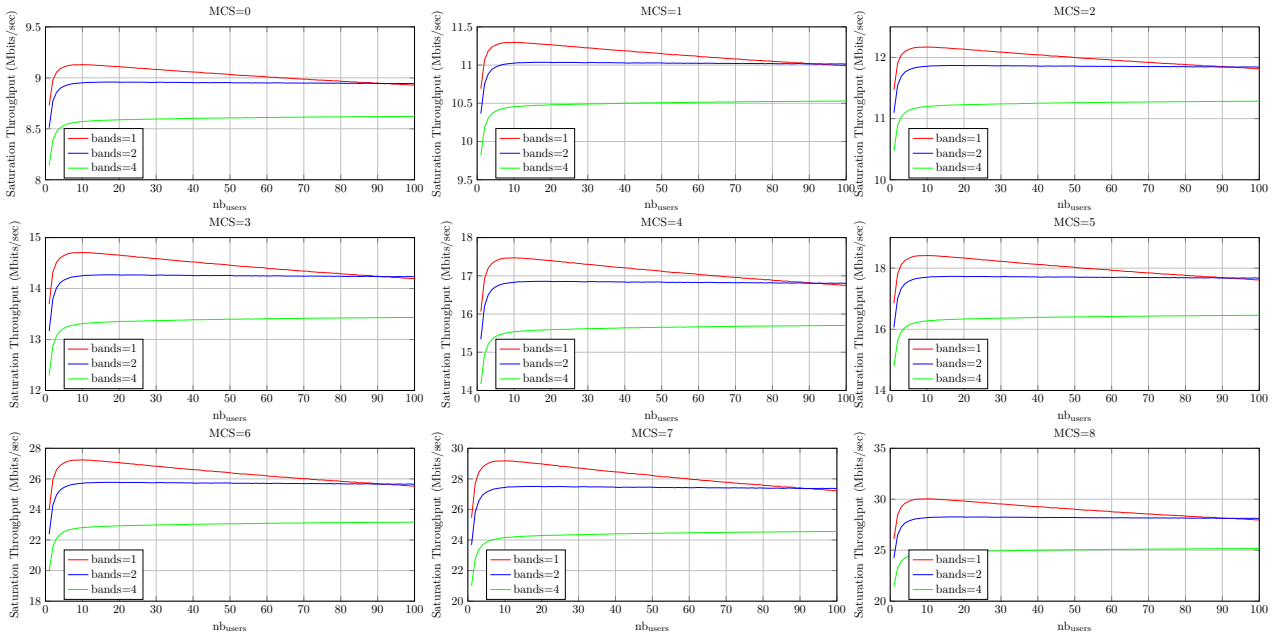 MCS=0
Saturation Throughput (Mbits/sec)
9.5
9
8.5
8
0 10 20 30 40 50 60 70 80 90 100
nb_users
bands=1
bands=2
bands=4
MCS=1
Saturation Throughput (Mbits/sec)
11.5
11
10.5
10
9.5
0 10 20 30 40 50 60 70 80 90 100
nb_users
bands=1
bands=2
bands=4
MCS=2
Saturation Throughput (Mbits/sec)
12
11
10
0 10 20 30 40 50 60 70 80 90 100
nb_users
bands=1
bands=2
bands=4
MCS=3
Saturation Throughput (Mbits/sec)
15
14
13
12
0 10 20 30 40 50 60 70 80 90 100
nb_users
bands=1
bands=2
bands=4
MCS=4
Saturation Throughput (Mbits/sec)
18
17
16
15
14
0 10 20 30 40 50 60 70 80 90 100
nb_users
bands=1
bands=2
bands=4
MCS=5
Saturation Throughput (Mbits/sec)
18
16
14
0 10 20 30 40 50 60 70 80 90 100
nb_users
bands=1
bands=2
bands=4
MCS=6
Saturation Throughput (Mbits/sec)
28
26
24
22
20
18
0 10 20 30 40 50 60 70 80 90 100
nb_users
bands=1
bands=2
bands=4
MCS=7
Saturation Throughput (Mbits/sec)
30
28
26
24
22
20
0 10 20 30 40 50 60 70 80 90 100
nb_users
bands=1
bands=2
bands=4
MCS=8
Saturation Throughput (Mbits/sec)
35
30
25
20
0 10 20 30 40 50 60 70 80 90 100
nb_users
bands=1
bands=2
bands=4